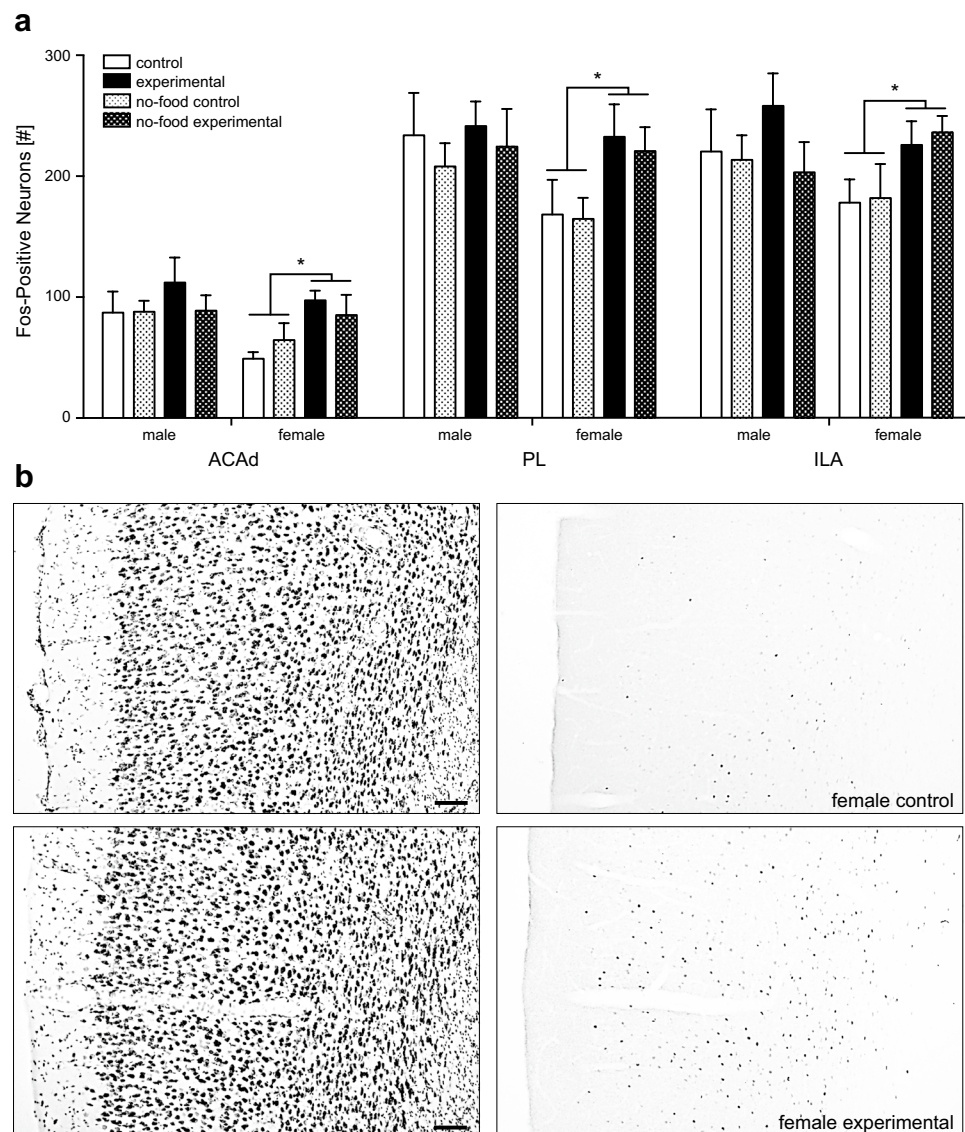 a
300
200
100
0
Fos-Positive Neurons [#]
control
experimental
no-food control
no-food experimental
* * *
male female male female male female
ACAd PL ILA
b
female control
female experimental